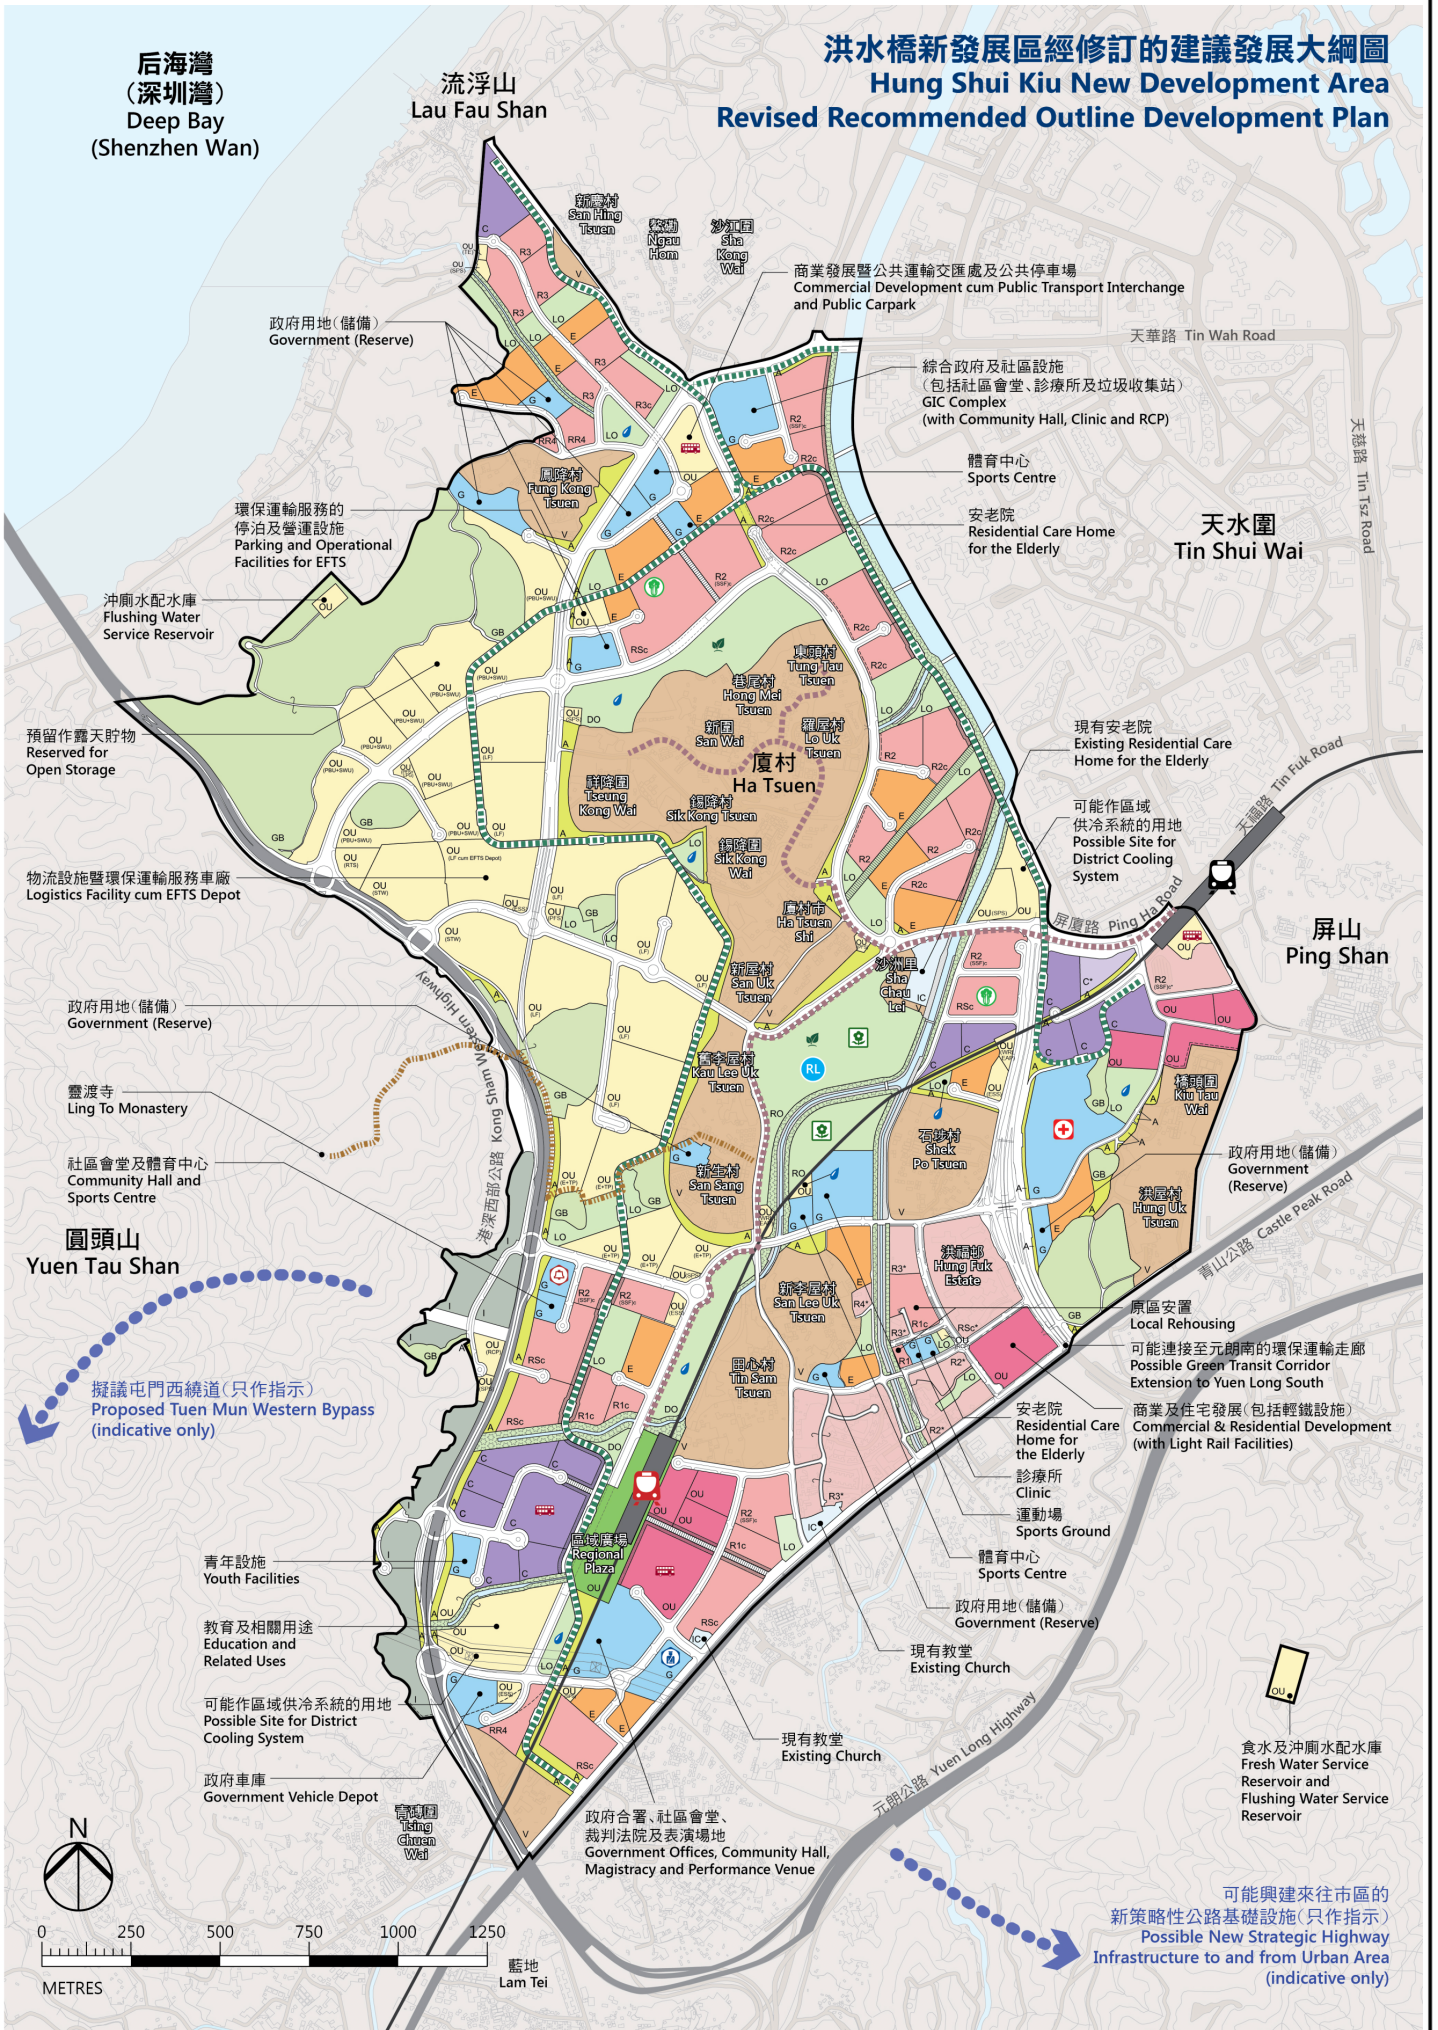 洪水橋新發展區經修訂的建議發展大綱圖
Hung Shui Kiu New Development Area
Revised Recommended Outline Development Plan
后海灣
（深圳灣）
Deep Bay
(Shenzhen Wan)
流浮山
Lau Fau Shan
新慶村
San Hing
Tsuen
鰲磡
Ngau
Hom
沙江圍
Sha
Kong
Wai
商業發展暨公共運輸交匯處及公共停車場
Commercial Development cum Public Transport Interchange
and Public Carpark
政府用地（儲備）
Government (Reserve)
天華路 Tin Wah Road
綜合政府及社區設施
（包括社區會堂、診療所及垃圾收集站）
GIC Complex
(with Community Hall, Clinic and RCP)
體育中心
Sports Centre
安老院
Residential Care Home
for the Elderly
天慈路 Tin Tsz Road
天水圍
Tin Shui Wai
鳳降村
Fung Kong
Tsuen
環保運輸服務的
停泊及營運設施
Parking and Operational
Facilities for EFTS
沖廁水配水庫
Flushing Water
Service Reservoir
預留作露天貯物
Reserved for
Open Storage
東頭村
Tung Tau
Tsuen
巷尾村
Hong Mei
Tsuen
新圍
San Wai
羅屋村
Lo Uk
Tsuen
廈村
Ha Tsuen
祥降圍
Tseung
Kong Wai
錫降村
Sik Kong Tsuen
錫降圍
Sik Kong
Wai
廈村市
Ha Tsuen
Shi
現有安老院
Existing Residential Care
Home for the Elderly
可能作區域
供冷系統的用地
Possible Site for
District Cooling
System
天福路 Tin Fuk Road
屏廈路 Ping Ha Road
屏山
Ping Shan
物流設施暨環保運輸服務車廠
Logistics Facility cum EFTS Depot
新屋村
San Uk
Tsuen
沙洲里
Sha
Chau
Lei
港深西部公路 Kong Sham Western Highway
政府用地（儲備）
Government (Reserve)
舊李屋村
Kau Lee Uk
Tsuen
RL
靈渡寺
Ling To Monastery
橋頭圍
Kiu Tau
Wai
石埗村
Shek
Po Tsuen
社區會堂及體育中心
Community Hall and
Sports Centre
新生村
San Sang
Tsuen
政府用地（儲備）
Government
(Reserve)
洪屋村
Hung Uk
Tsuen
圓頭山
Yuen Tau Shan
洪福邨
Hung Fuk
Estate
青山公路 Castle Peak Road
新李屋村
San Lee Uk
Tsuen
原區安置
Local Rehousing
可能連接至元朗南的環保運輸走廊
Possible Green Transit Corridor
Extension to Yuen Long South
擬議屯門西繞道（只作指示）
Proposed Tuen Mun Western Bypass
(indicative only)
田心村
Tin Sam
Tsuen
商業及住宅發展（包括輕鐵設施）
Commercial & Residential Development
(with Light Rail Facilities)
安老院
Residential Care
Home for
the Elderly
診療所
Clinic
運動場
Sports Ground
體育中心
Sports Centre
政府用地（儲備）
Government (Reserve)
現有教堂
Existing Church
區域廣場
Regional
Plaza
青年設施
Youth Facilities
教育及相關用途
Education and
Related Uses
可能作區域供冷系統的用地
Possible Site for District
Cooling System
政府車庫
Government Vehicle Depot
現有教堂
Existing Church
元朗公路 Yuen Long Highway
食水及沖廁水配水庫
Fresh Water Service
Reservoir and
Flushing Water Service
Reservoir
青磚圍
Tsing
Chuen
Wai
政府合署、社區會堂、
裁判法院及表演場地
Government Offices, Community Hall,
Magistracy and Performance Venue
可能興建來往市區的
新策略性公路基礎設施（只作指示）
Possible New Strategic Highway
Infrastructure to and from Urban Area
(indicative only)
N
0 250 500 750 1000 1250
METRES
藍地
Lam Tei